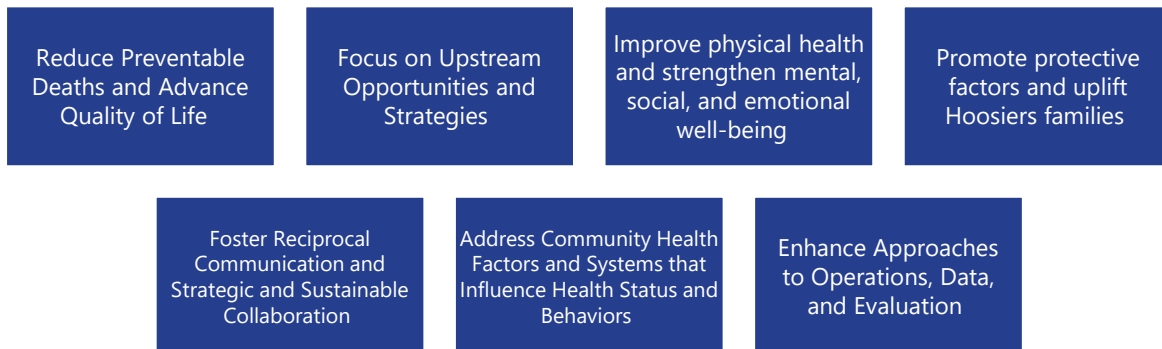 Reduce Preventable
Deaths and Advance
Quality of Life
Focus on Upstream
Opportunities and
Strategies
Improve physical health
and strengthen mental,
social, and emotional
well-being
Promote protective
factors and uplift
Hoosiers families
Foster Reciprocal
Communication and
Strategic and Sustainable
Collaboration
Address Community Health
Factors and Systems that
Influence Health Status and
Behaviors
Enhance Approaches
to Operations, Data,
and Evaluation